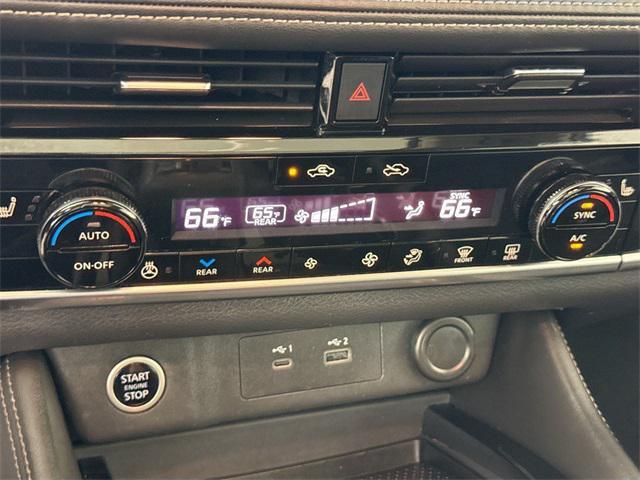 66°F
65°F
REAR
SYNC
66°F
AUTO
ON-OFF
SYNC
A/C
REAR
REAR
FRONT
REAR
START
ENGINE
STOP
1
2